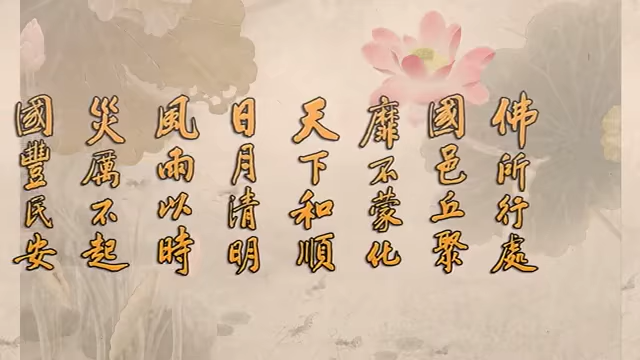 佛所行處
國邑丘聚
靡不蒙化
天下和順
日月清明
風雨以時
災厲不起
國豐民安